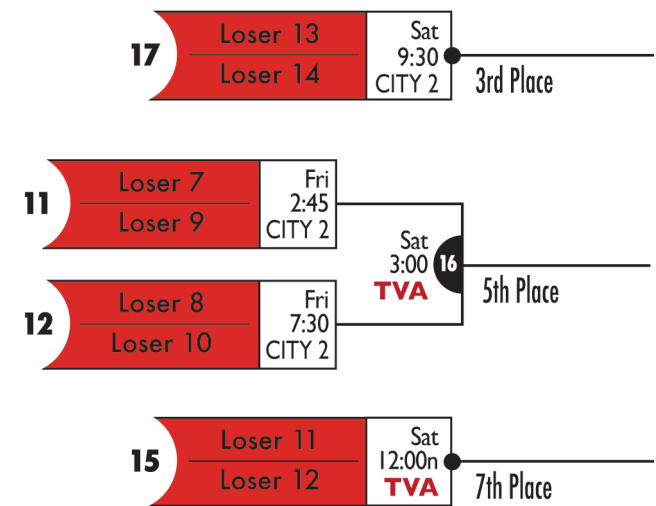 17
Loser 13
Loser 14
Sat
9:30
CITY 2
3rd Place
11
Loser 7
Loser 9
Fri
2:45
CITY 2
Sat
3:00
TVA
16
5th Place
12
Loser 8
Loser 10
Fri
7:30
CITY 2
15
Loser 11
Loser 12
Sat
12:00n
TVA
7th Place